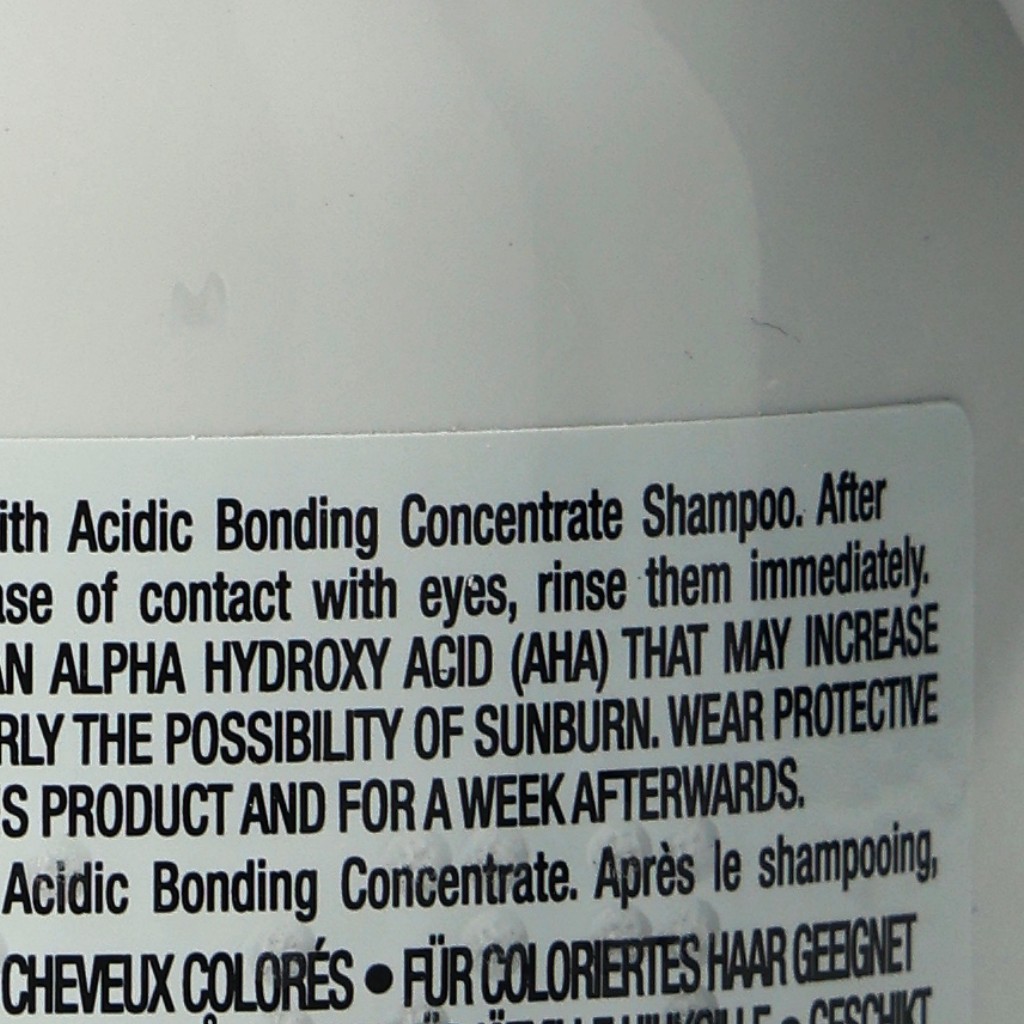 ith Acidic Bonding Concentrate Shampoo. After
ase of contact with eyes, rinse them immediately.
AN ALPHA HYDROXY ACID (AHA) THAT MAY INCREASE
RLY THE POSSIBILITY OF SUNBURN. WEAR PROTECTIVE
S PRODUCT AND FOR A WEEK AFTERWARDS.
Acidic Bonding Concentrate. Après le shampooing,
CHEVEUX COLORÉS • FÜR COLORIERTES HAAR GEEIGNET
GESCHIKT